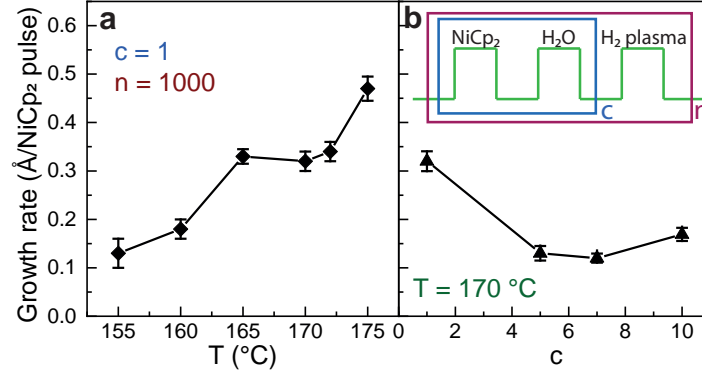 a
c = 1
n = 1000
Growth rate (Å/NiCp₂ pulse)
0.6
0.5
0.4
0.3
0.2
0.1
0.0
155
160
165
170
175
T (°C)
b
NiCp₂
H₂O
H₂ plasma
c
n
T = 170 °C
0
2
4
6
8
10
c